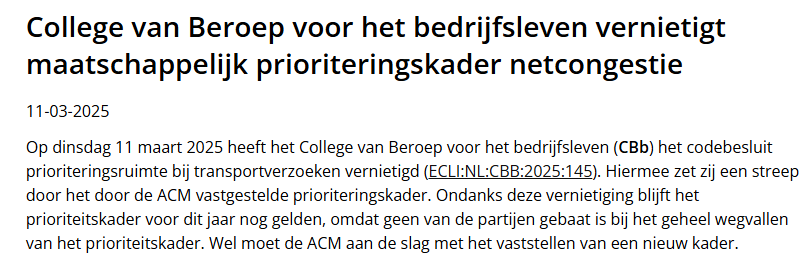 College van Beroep voor het bedrijfsleven vernietigt
maatschappelijk prioriteringskader netcongestie
11-03-2025
Op dinsdag 11 maart 2025 heeft het College van Beroep voor het bedrijfsleven (CBb) het codebesluit
prioriteringsruimte bij transportverzoeken vernietigd (ECLI:NL:CBB:2025:145). Hiermee zet zij een streep
door het door de ACM vastgestelde prioriteringskader. Ondanks deze vernietiging blijft het
prioriteitskader voor dit jaar nog gelden, omdat geen van de partijen gebaat is bij het geheel wegvallen
van het prioriteitskader. Wel moet de ACM aan de slag met het vaststellen van een nieuw kader.